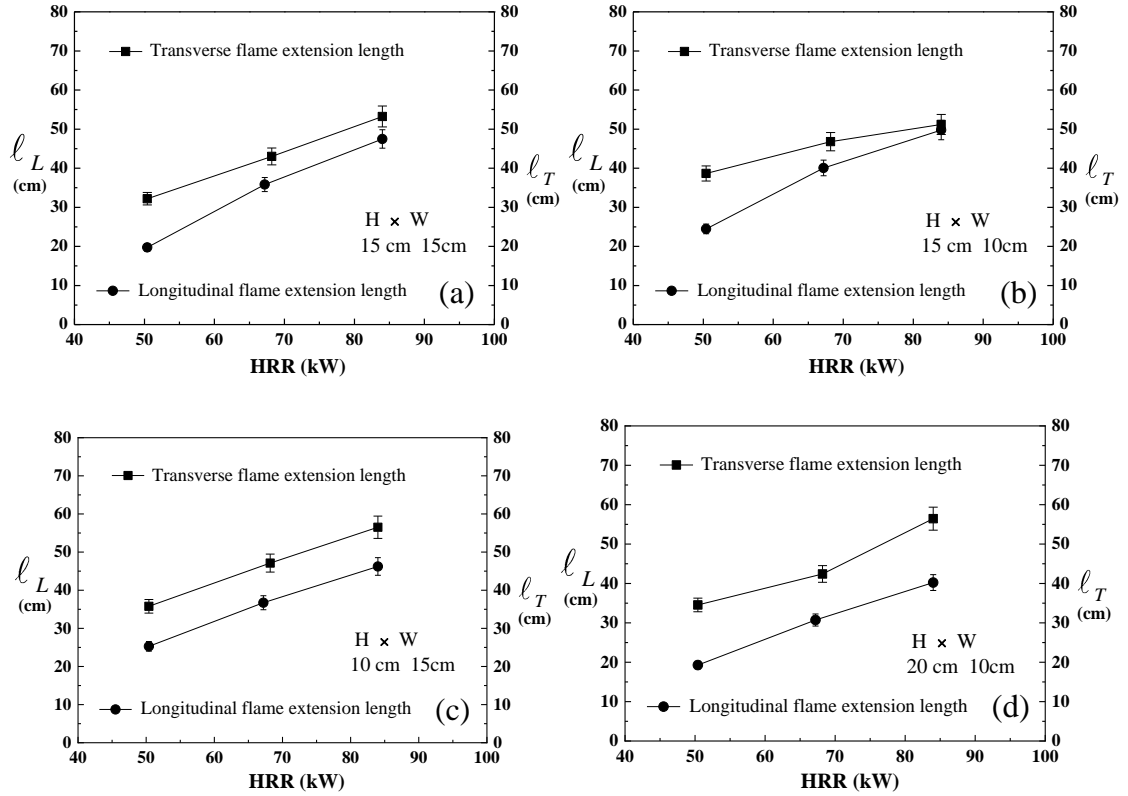 80
70
60
50
40
30
20
10
0
80
70
60
50
40
30
20
10
0
Transverse flame extension length
ℓ L
(cm)
ℓ T
(cm)
H × W
15 cm 15cm
Longitudinal flame extension length
(a)
40 50 60 70 80 90 100
HRR (kW)
80
70
60
50
40
30
20
10
0
80
70
60
50
40
30
20
10
0
Transverse flame extension length
ℓ L
(cm)
ℓ T
(cm)
H × W
15 cm 10cm
Longitudinal flame extension length
(b)
40 50 60 70 80 90 100
HRR (kW)
80
70
60
50
40
30
20
10
0
80
70
60
50
40
30
20
10
0
Transverse flame extension length
ℓ L
(cm)
ℓ T
(cm)
H × W
10 cm 15cm
Longitudinal flame extension length
(c)
40 50 60 70 80 90 100
HRR (kW)
80
70
60
50
40
30
20
10
0
80
70
60
50
40
30
20
10
0
Transverse flame extension length
ℓ L
(cm)
ℓ T
(cm)
H × W
20 cm 10cm
Longitudinal flame extension length
(d)
40 50 60 70 80 90 100
HRR (kW)